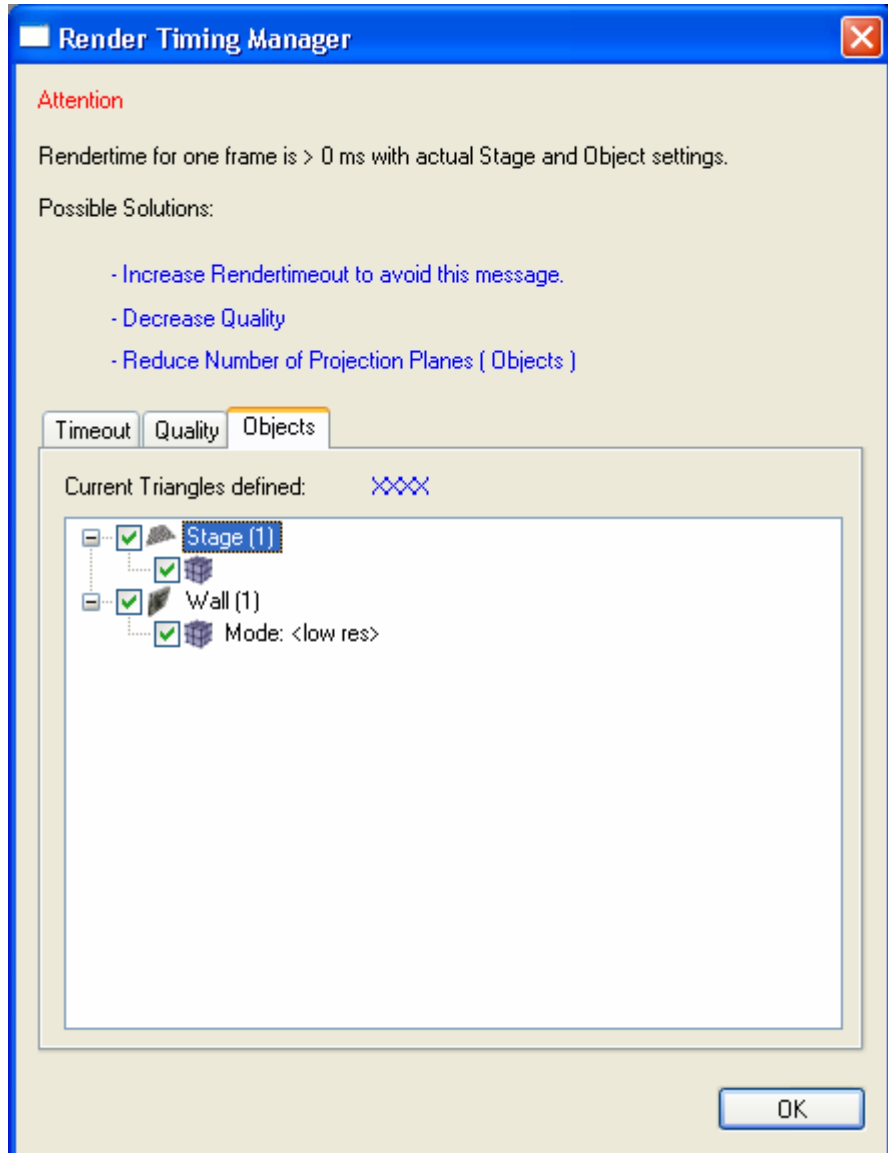 Render Timing Manager
Attention
Rendertime for one frame is > 0 ms with actual Stage and Object settings.
Possible Solutions:
- Increase Rendertimeout to avoid this message.
- Decrease Quality
- Reduce Number of Projection Planes ( Objects )
Timeout Quality Objects
Current Triangles defined: XXXX
Stage (1)
Wall (1)
Mode: <low res>
OK